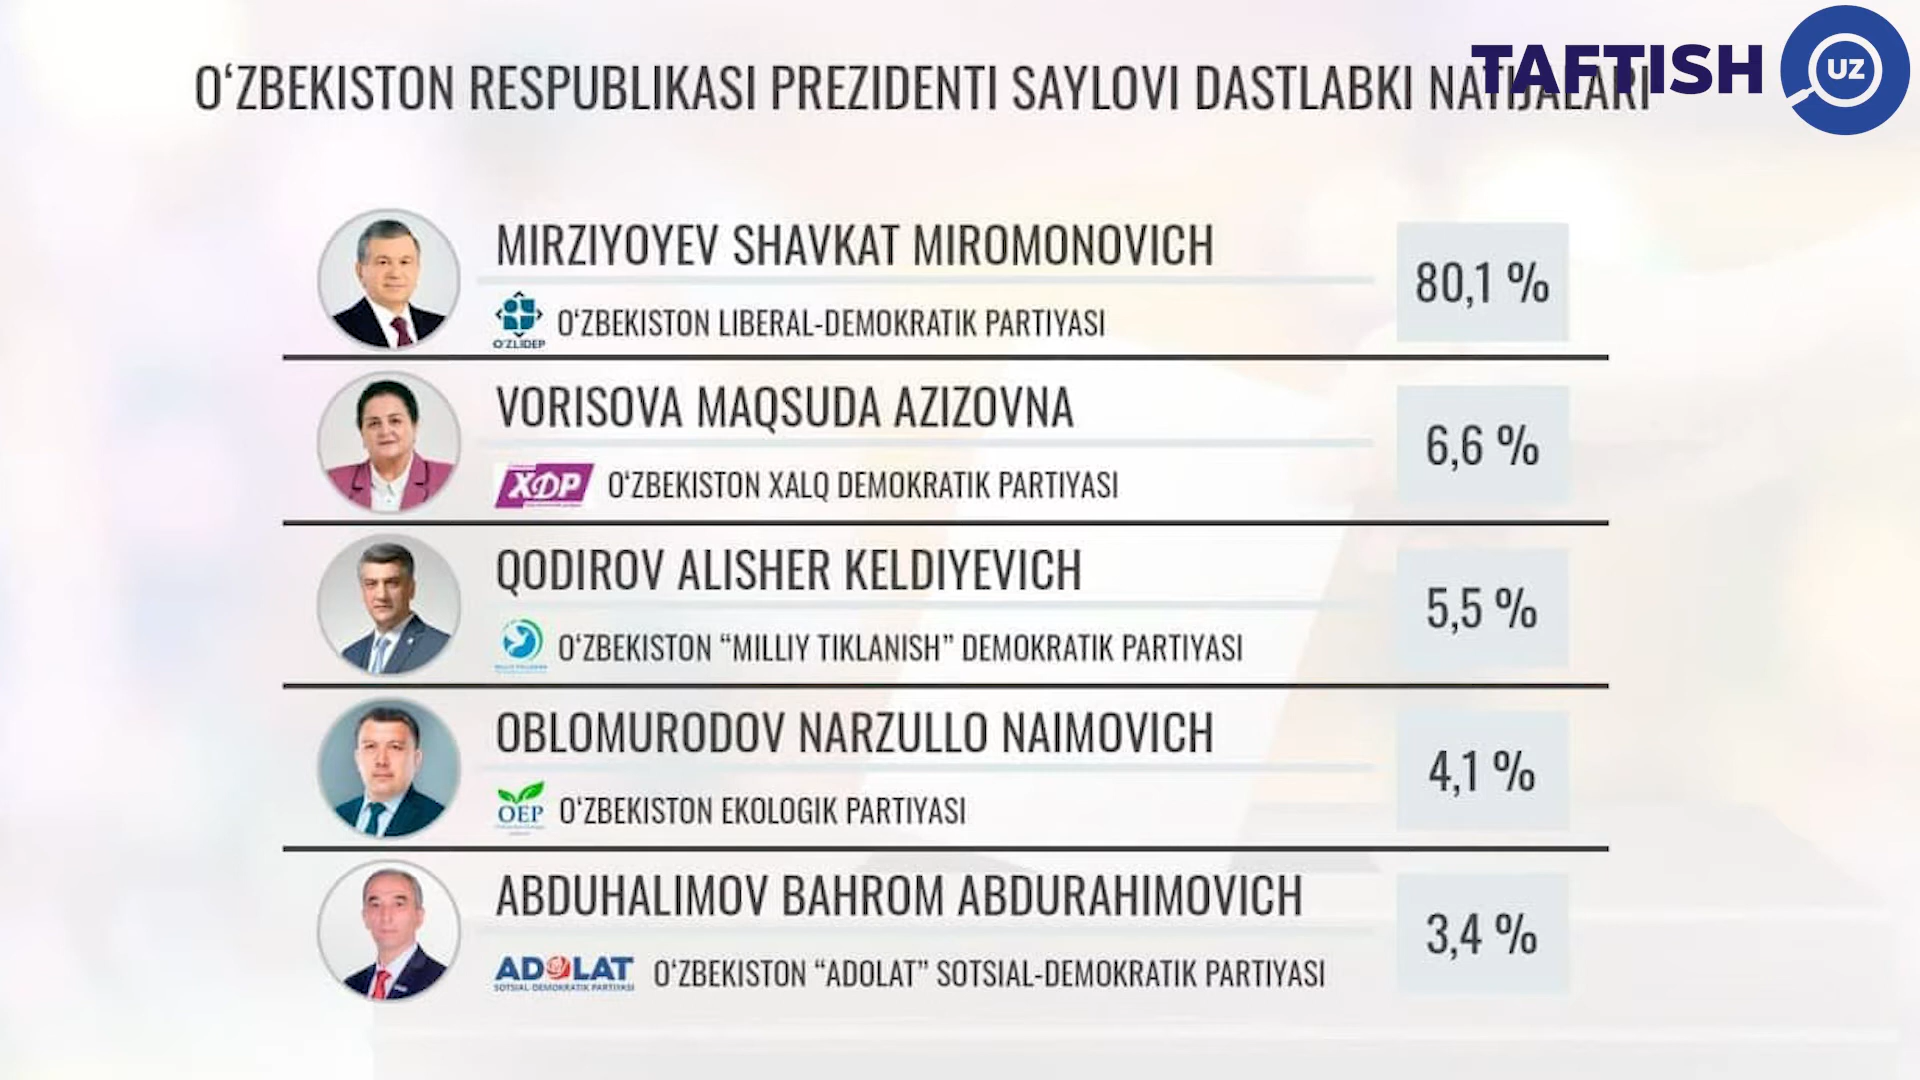 O‘ZBEKISTON RESPUBLIKASI PREZIDENTI SAYLOVI DASTLABKI NATIJALARI
TAFTISH UZ
MIRZIYOYEV SHAVKAT MIROMONOVICH
80,1 %
O‘ZLIDEP O‘ZBEKISTON LIBERAL-DEMOKRATIK PARTIYASI
VORISOVA MAQSUDA AZIZOVNA
6,6 %
XDP O‘ZBEKISTON XALQ DEMOKRATIK PARTIYASI
QODIROV ALISHER KELDIYEVICH
5,5 %
O‘ZBEKISTON “MILLIY TIKLANISH” DEMOKRATIK PARTIYASI
OBLOMURODOV NARZULLO NAIMOVICH
4,1 %
OEP O‘ZBEKISTON EKOLOGIK PARTIYASI
ABDUHALIMOV BAHROM ABDURAHIMOVICH
3,4 %
ADOLAT O‘ZBEKISTON “ADOLAT” SOTSIAL-DEMOKRATIK PARTIYASI
SOTSIAL-DEMOKRATIK PARTIYASI